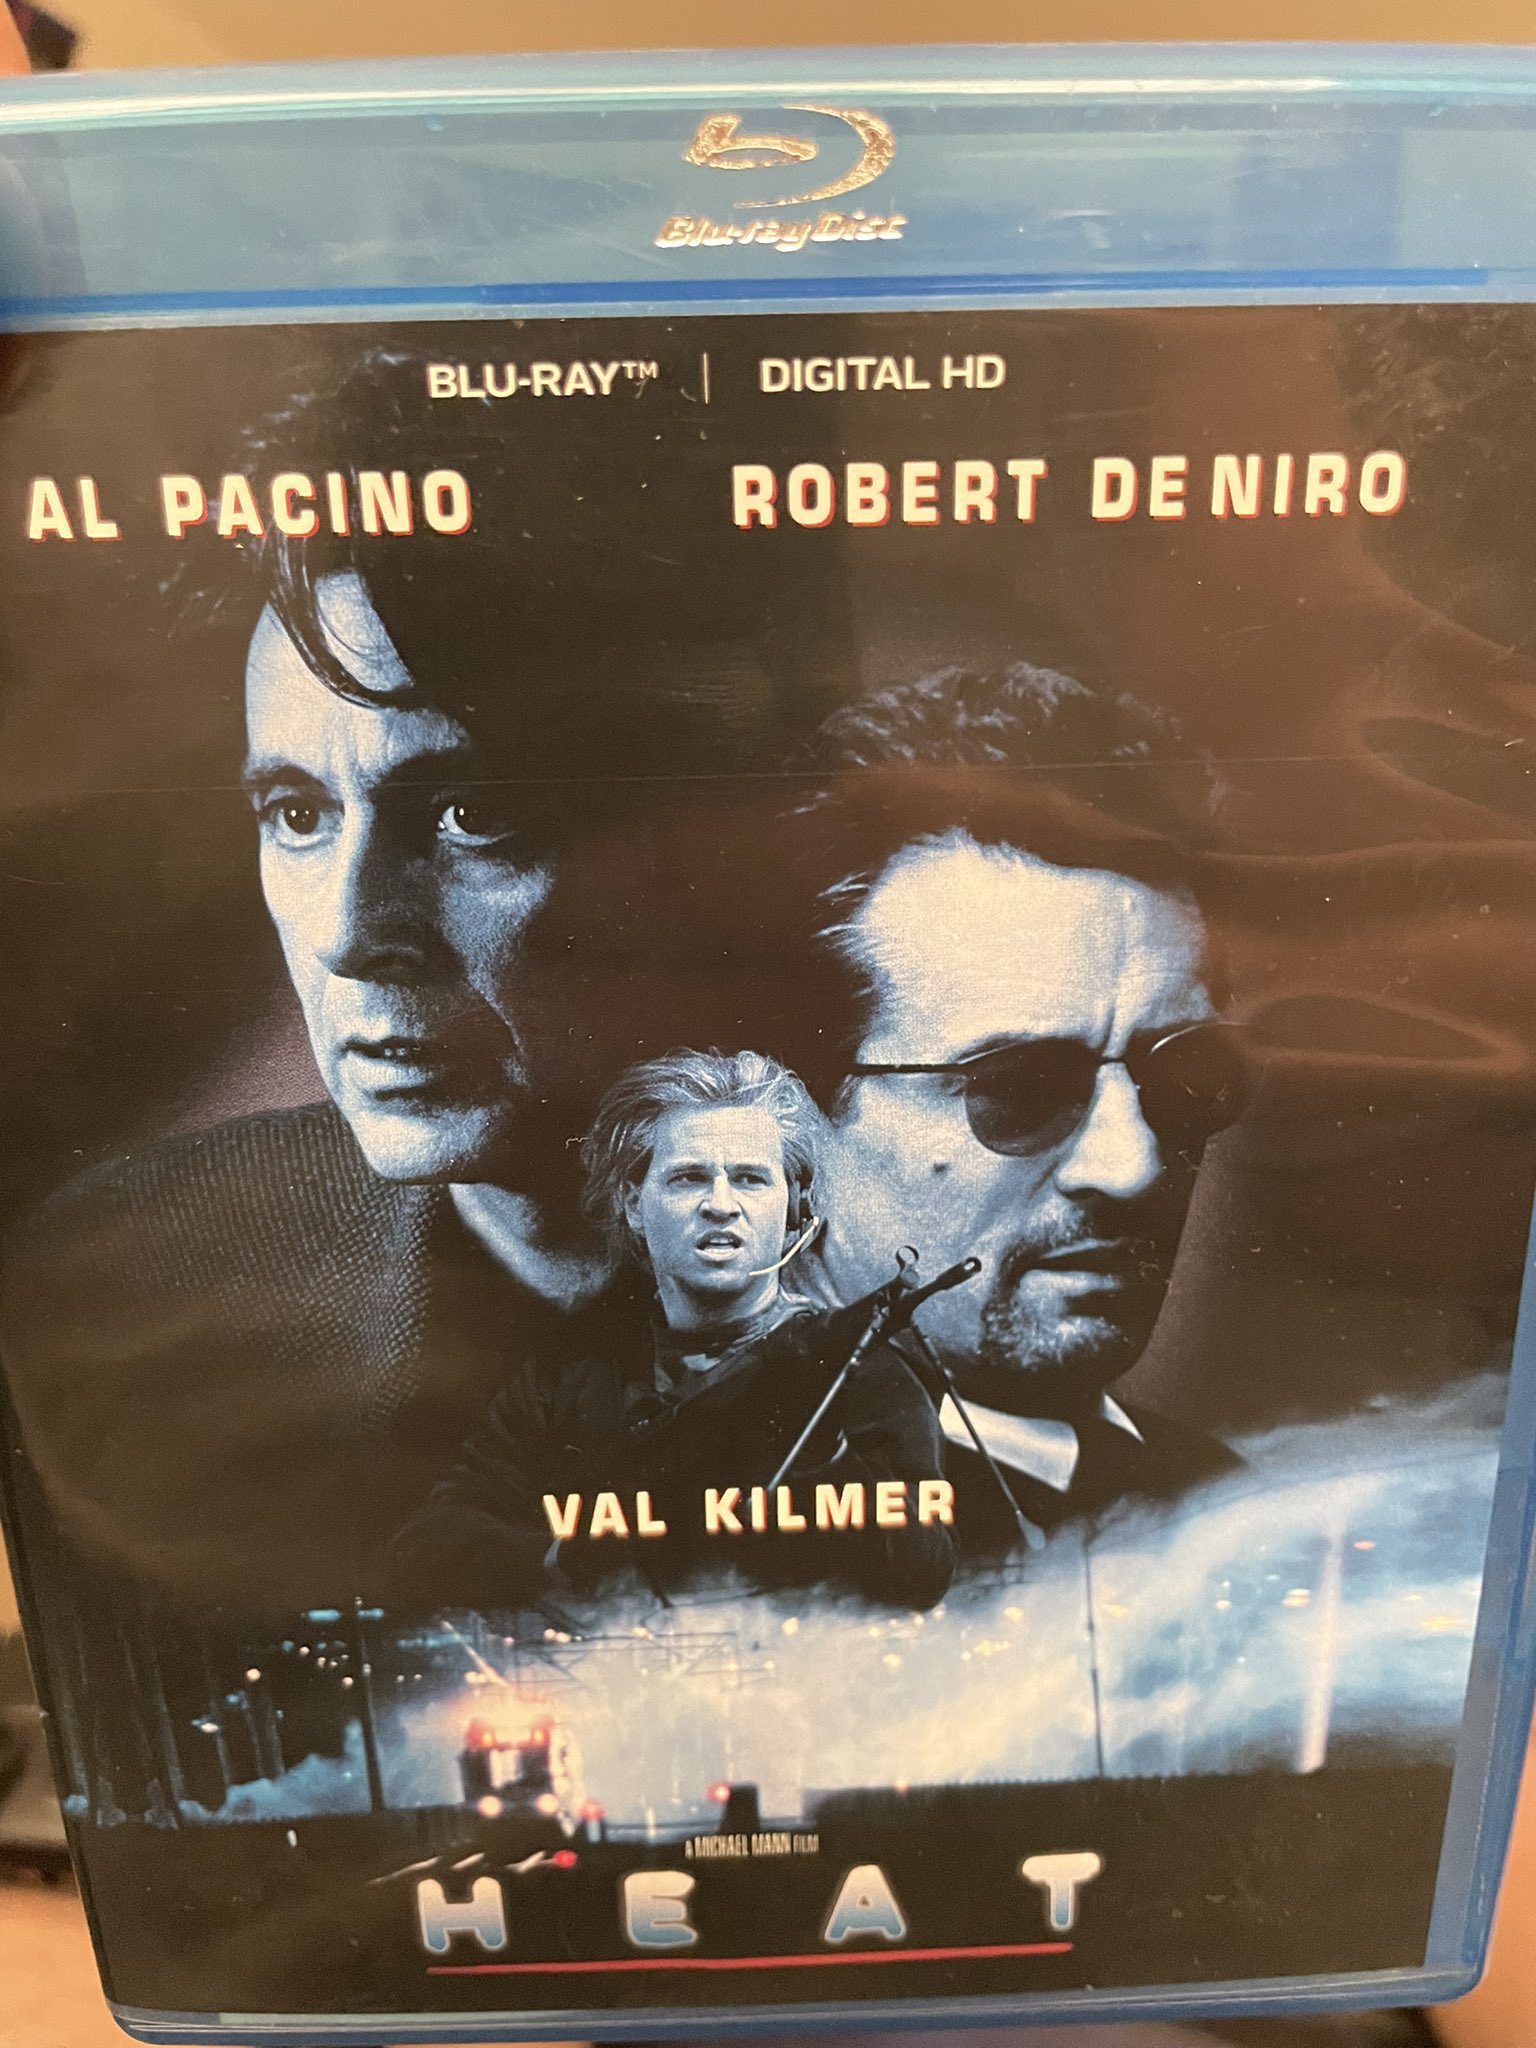 Blu-ray Disc
BLU-RAY™ | DIGITAL HD
AL PACINO ROBERT DE NIRO
VAL KILMER
A MICHAEL MANN FILM
HEAT